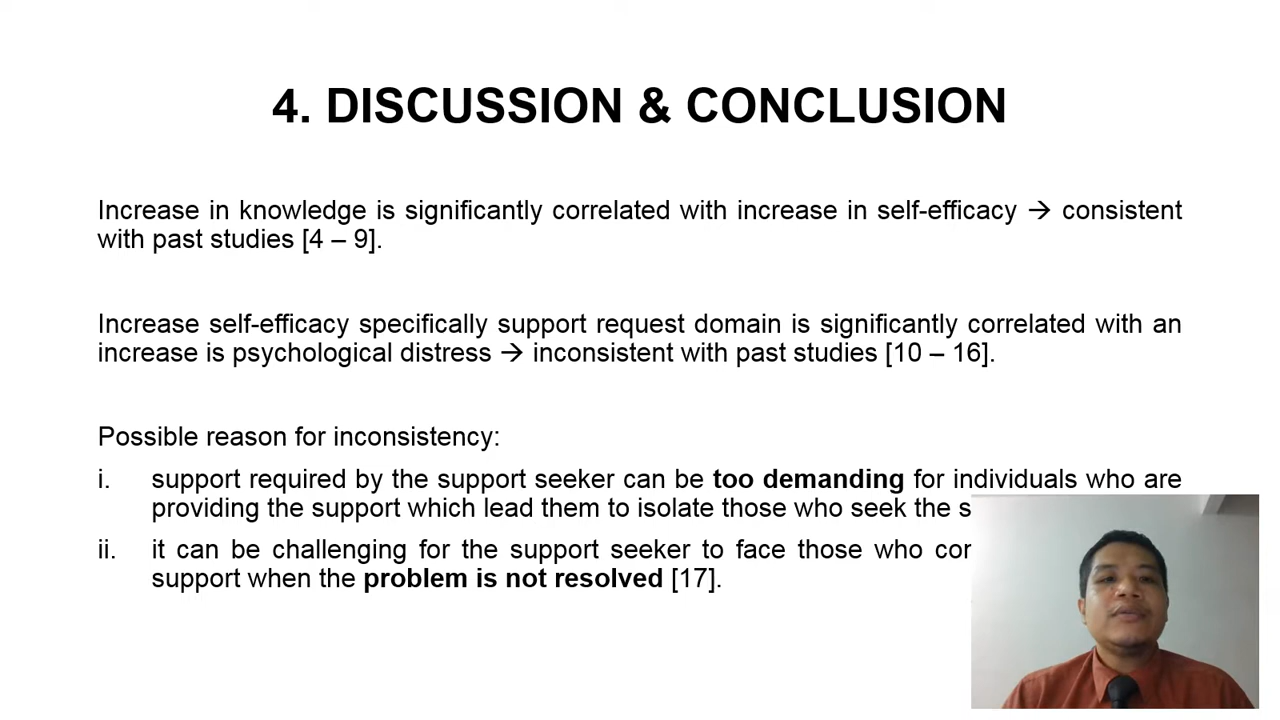 4. DISCUSSION & CONCLUSION
Increase in knowledge is significantly correlated with increase in self-efficacy → consistent
with past studies [4 – 9].
Increase self-efficacy specifically support request domain is significantly correlated with an
increase is psychological distress → inconsistent with past studies [10 – 16].
Possible reason for inconsistency:
i. support required by the support seeker can be too demanding for individuals who are
providing the support which lead them to isolate those who seek the
ii. it can be challenging for the support seeker to face those who
support when the problem is not resolved [17].